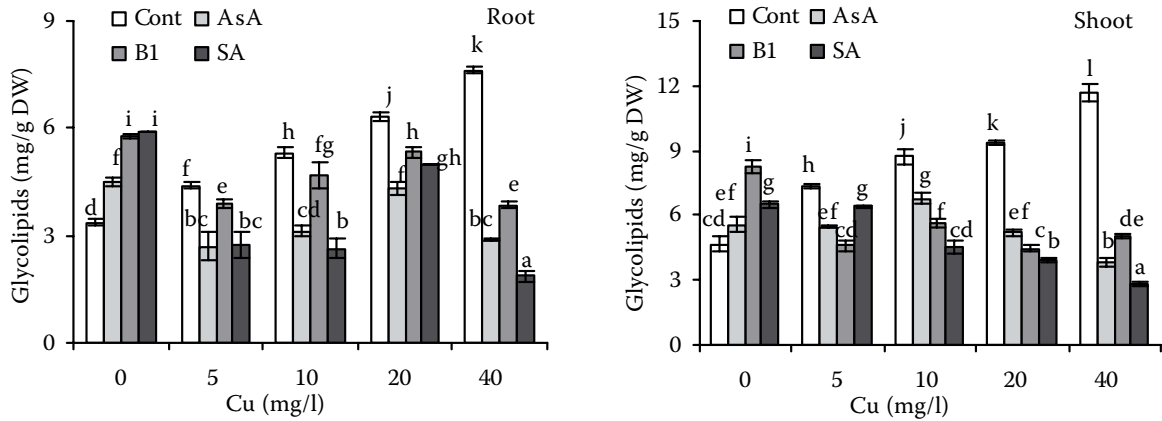 Root
Cont
AsA
B1
SA
Glycolipids (mg/g DW)
9
6
3
0
d
f
i
i
f
bc
e
bc
h
cd
fg
b
j
f
h
gh
k
bc
e
a
0
5
10
20
40
Cu (mg/l)
Shoot
Cont
AsA
B1
SA
Glycolipids (mg/g DW)
15
12
9
6
3
0
cd
ef
i
g
h
ef
cd
g
j
g
f
cd
k
ef
c
b
l
b
de
a
0
5
10
20
40
Cu (mg/l)